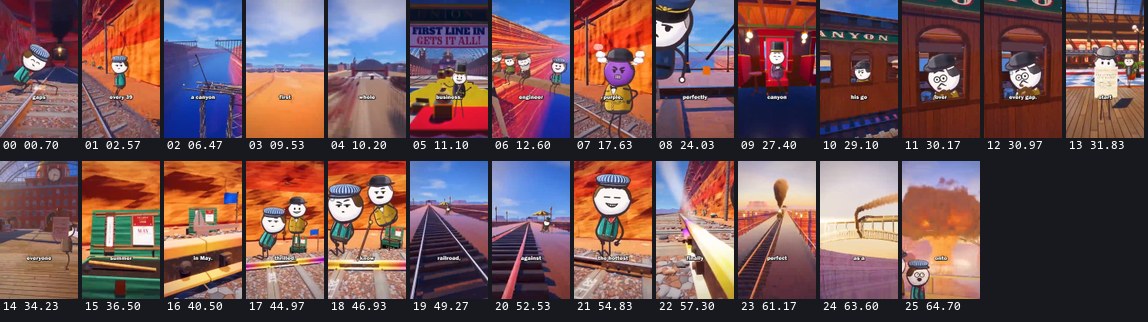 gaps
every 39
a canyon
first
whole
FIRST LINE IN
GETS IT ALL!
business.
engineer
purple.
perfectly
canyon
ANYON
his go
lever
every gap.
start
00 00.70
01 02.57
02 06.47
03 09.53
04 10.20
05 11.10
06 12.60
07 17.63
08 24.03
09 27.40
10 29.10
11 30.17
12 30.97
13 31.83
everyone
summer
MAY
in May.
thrilled
know
railroad,
against
the hottest
finally
perfect
as a
onto
14 34.23
15 36.50
16 40.50
17 44.97
18 46.93
19 49.27
20 52.53
21 54.83
22 57.30
23 61.17
24 63.60
25 64.70